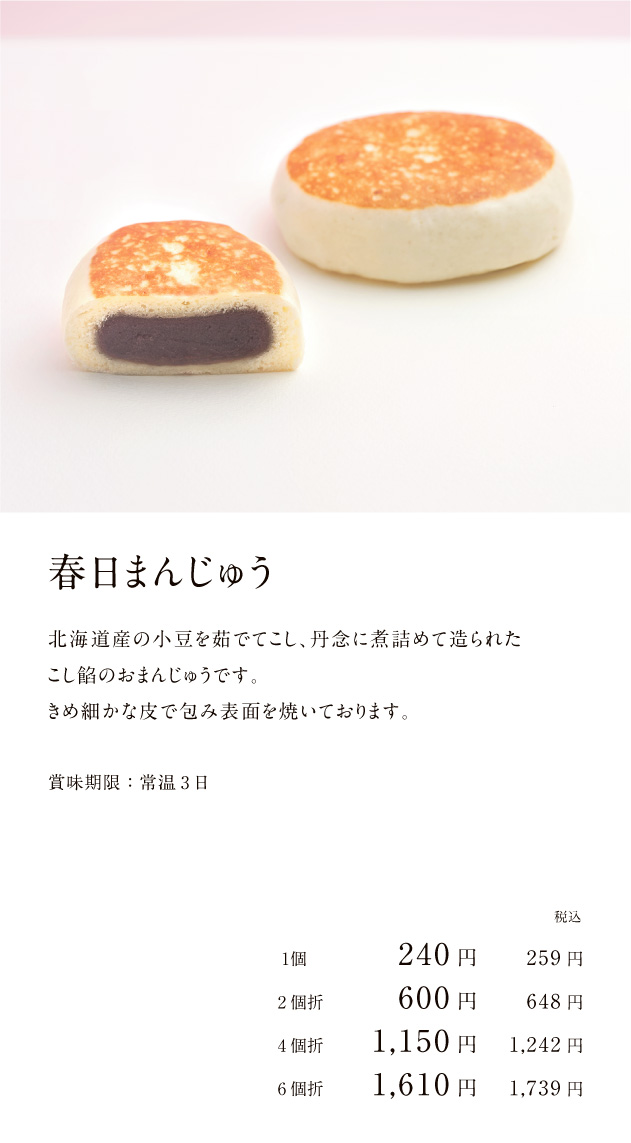 春日まんじゅう
北海道産の小豆を茹でてこし、丹念に煮詰めて造られた
こし餡のおまんじゅうです。
きめ細かな皮で包み表面を焼いております。
賞味期限：常温３日
税込
1個 240 円 259 円
２個折 600 円 648 円
４個折 1,150 円 1,242 円
６個折 1,610 円 1,739 円